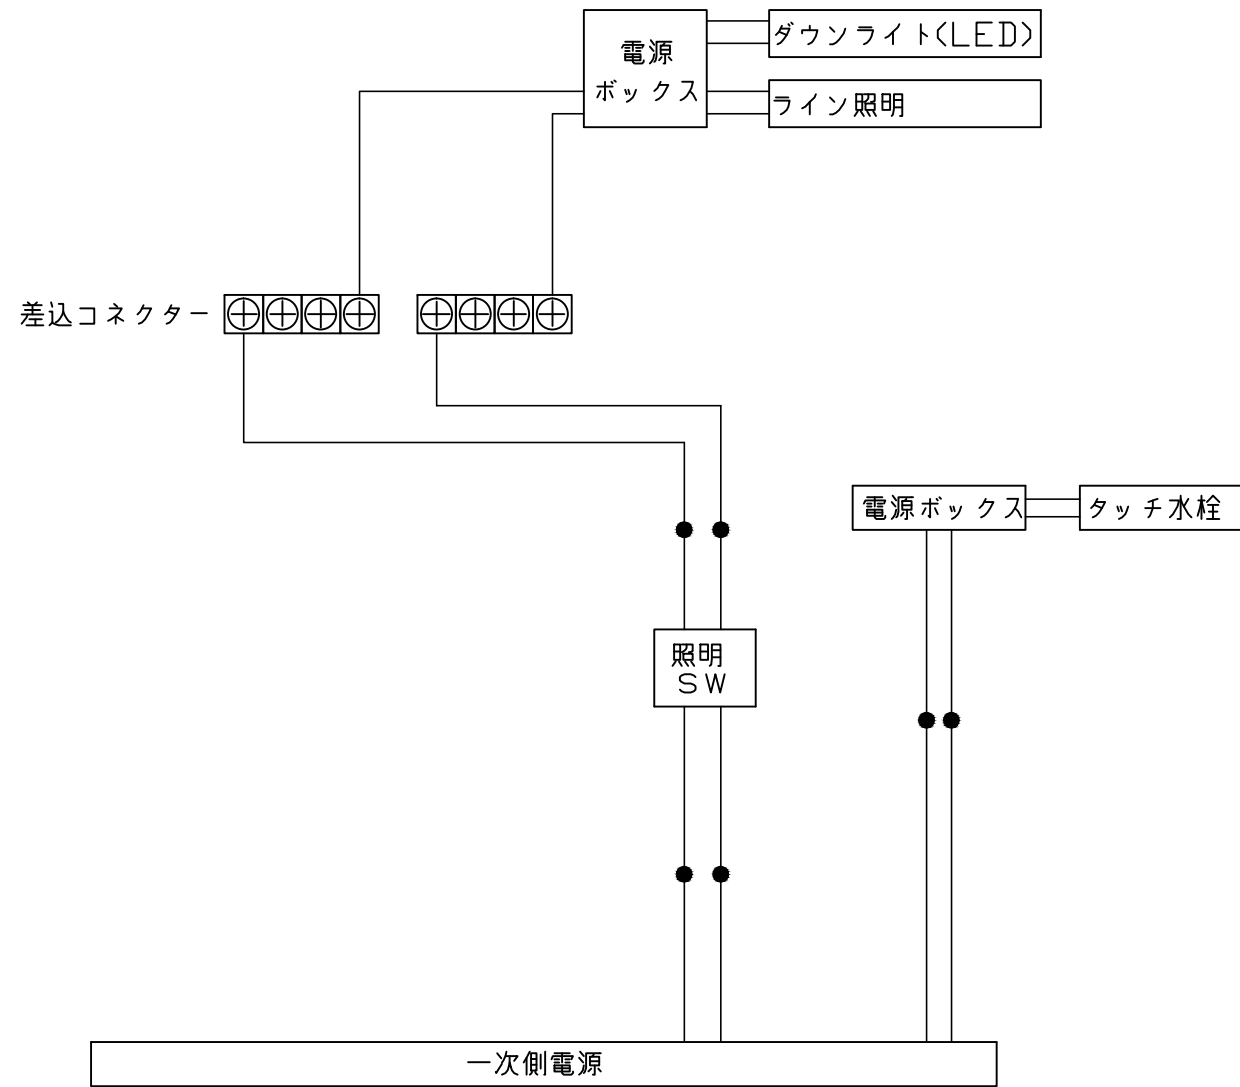 電源
ボックス
ダウンライト(LED)
ライン照明
差込コネクター
電源ボックス
タッチ水栓
照明
SW
一次側電源